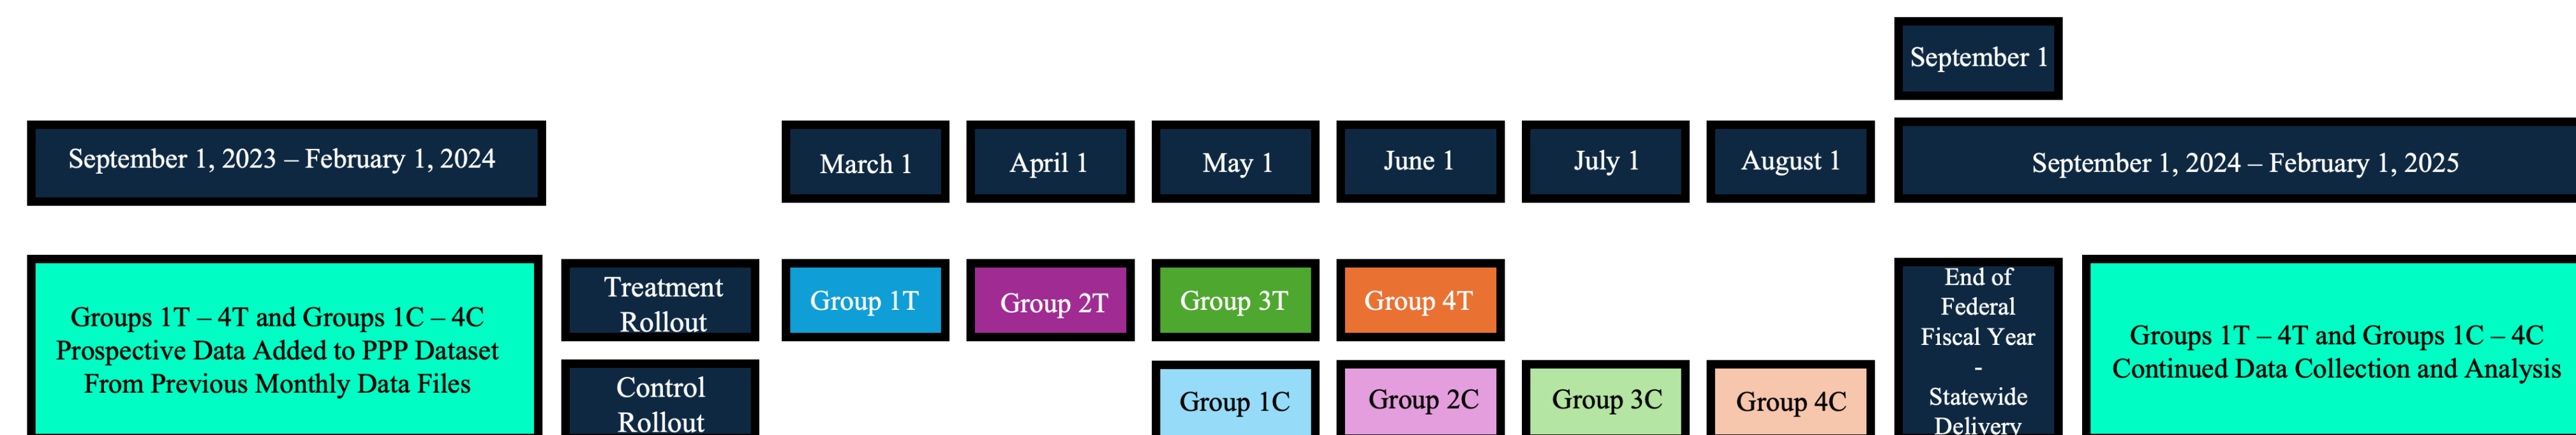 September 1
September 1, 2023 – February 1, 2024
March 1
April 1
May 1
June 1
July 1
August 1
September 1, 2024 – February 1, 2025
Groups 1T – 4T and Groups 1C – 4C
Prospective Data Added to PPP Dataset
From Previous Monthly Data Files
Treatment
Rollout
Group 1T
Group 2T
Group 3T
Group 4T
Control
Rollout
Group 1C
Group 2C
Group 3C
Group 4C
End of
Federal
Fiscal Year
-
Statewide
Delivery
Groups 1T – 4T and Groups 1C – 4C
Continued Data Collection and Analysis